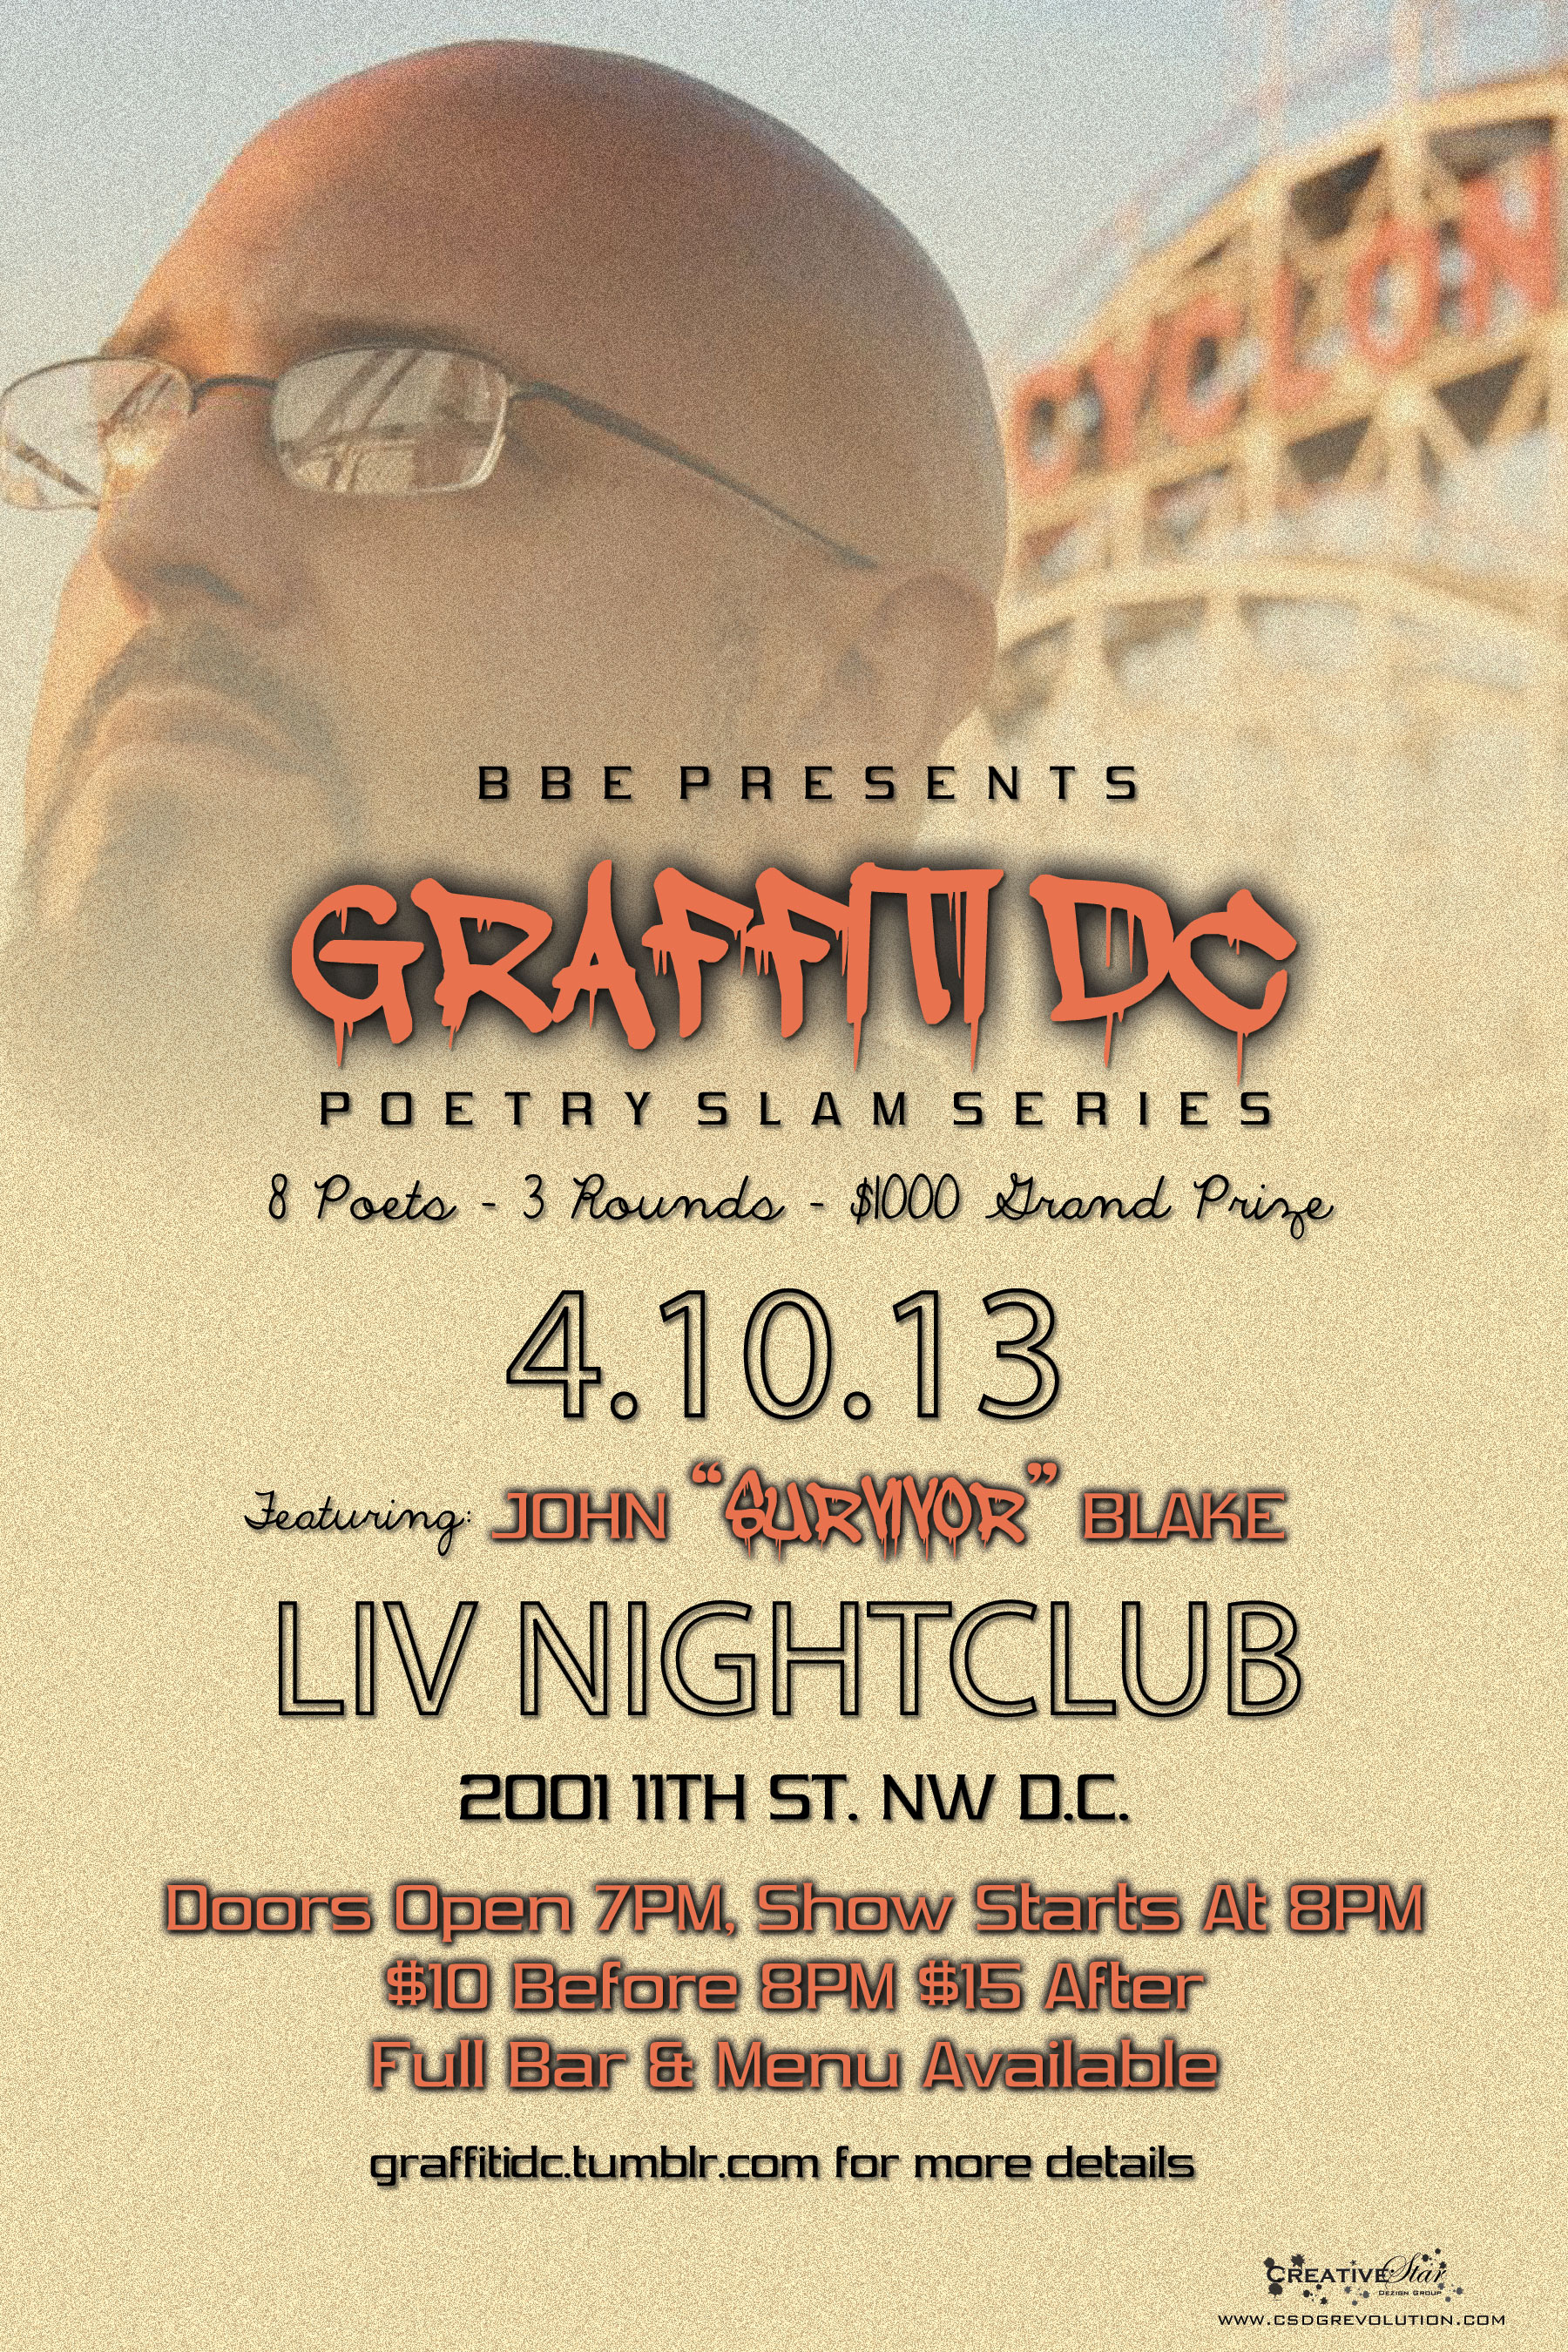 CYCLON
BBE PRESENTS
GRAFFITI DC
POETRY SLAM SERIES
8 Poets - 3 Rounds - $1000 Grand Prize
4.10.13
Featuring: JOHN “SURVIVOR” BLAKE
LIV NIGHTCLUB
2001 11TH ST. NW D.C.
Doors Open 7PM, Show Starts At 8PM
$10 Before 8PM $15 After
Full Bar & Menu Available
graffitidc.tumblr.com for more details
CREATIVE Star
DEZIGN GROUP
WWW.CSDGREVOLUTION.COM